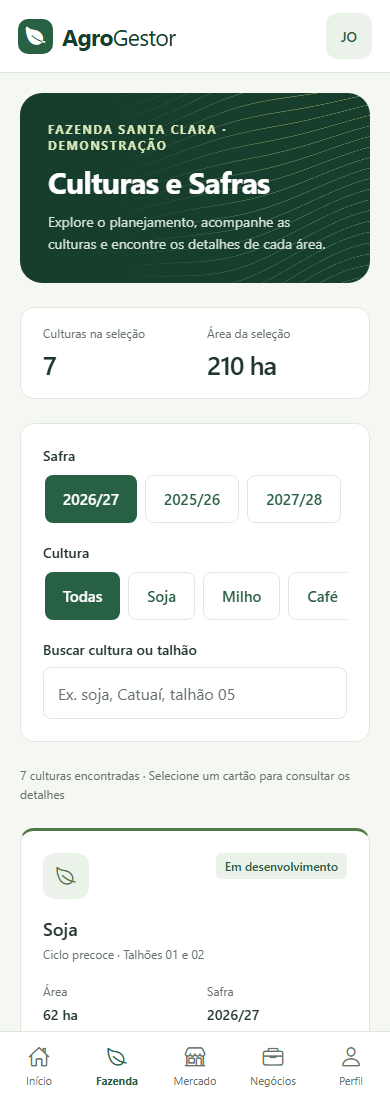 AgroGestor
JO
FAZENDA SANTA CLARA ·
DEMONSTRAÇÃO
Culturas e Safras
Explore o planejamento, acompanhe as
culturas e encontre os detalhes de cada área.
Culturas na seleção
Área da seleção
7
210 ha
Safra
2026/27
2025/26
2027/28
Cultura
Todas
Soja
Milho
Café
Buscar cultura ou talhão
Ex. soja, Catuaí, talhão 05
7 culturas encontradas · Selecione um cartão para consultar os
detalhes
Em desenvolvimento
Soja
Ciclo precoce · Talhões 01 e 02
Área
Safra
62 ha
2026/27
Início
Fazenda
Mercado
Negócios
Perfil